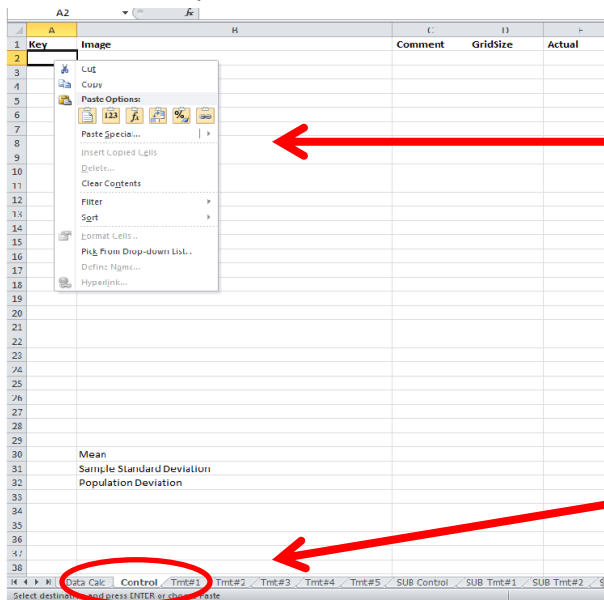 A2 fx
A B C D E
1 Key Image Comment GridSize Actual
2
3 Cut
4 Copy
5 Paste Options:
6 123 fx %
7 Paste Special...
8
9 Insert Copied Cells
10 Delete...
11 Clear Contents
12 Filter
13 Sort
14
15 Format Cells...
16 Pick From Drop-down List...
17 Define Name...
18 Hyperlink...
19
20
21
22
23
24
25
26
27
28
29
30 Mean
31 Sample Standard Deviation
32 Population Deviation
33
34
35
36
37
38
Data Calc Control Tmt#1 Tmt#2 Tmt#3 Tmt#4 Tmt#5 SUB Control SUB Tmt#1 SUB Tmt#2 S
Select destination and press ENTER or choose Paste